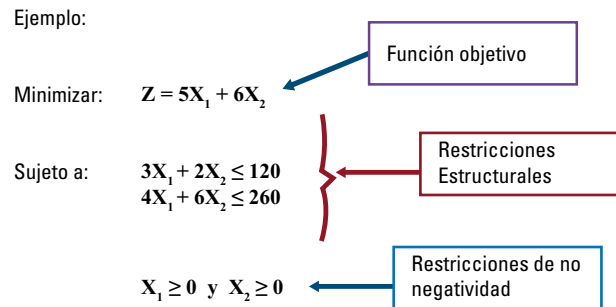 Ejemplo:
Función objetivo
Minimizar: Z = 5X₁ + 6X₂
Sujeto a: 3X₁ + 2X₂ ≤ 120
4X₁ + 6X₂ ≤ 260
Restricciones
Estructurales
X₁ ≥ 0 y X₂ ≥ 0
Restricciones de no
negatividad